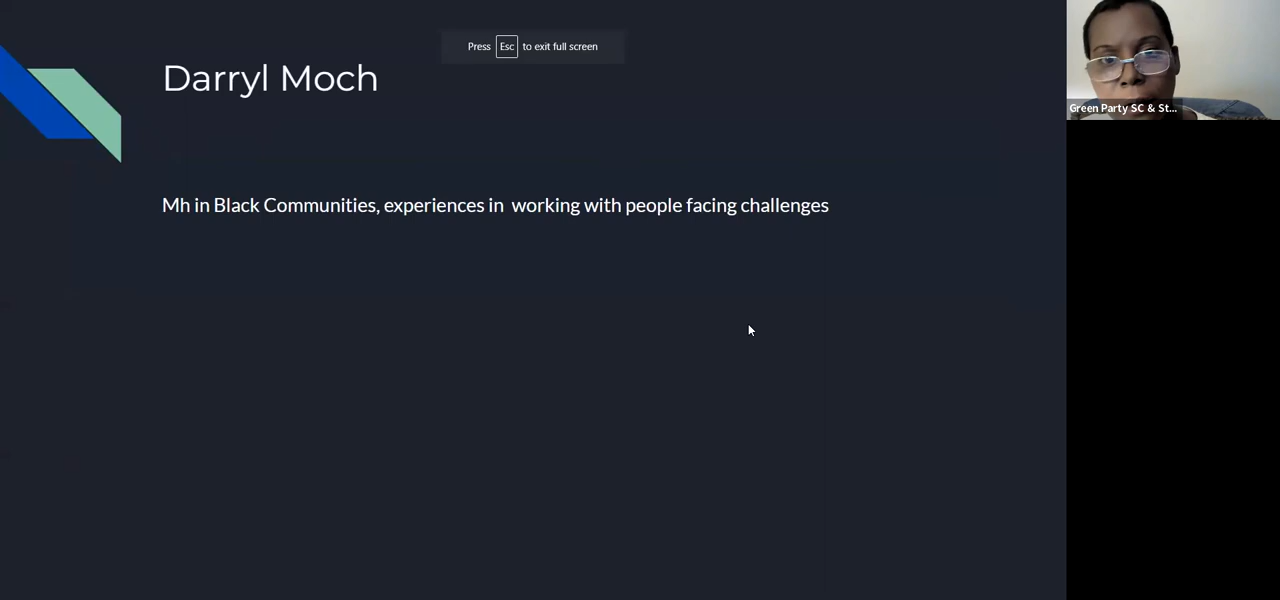 Press Esc to exit full screen
Darryl Moch
Mh in Black Communities, experiences in working with people facing challenges
Green Party SC & St...